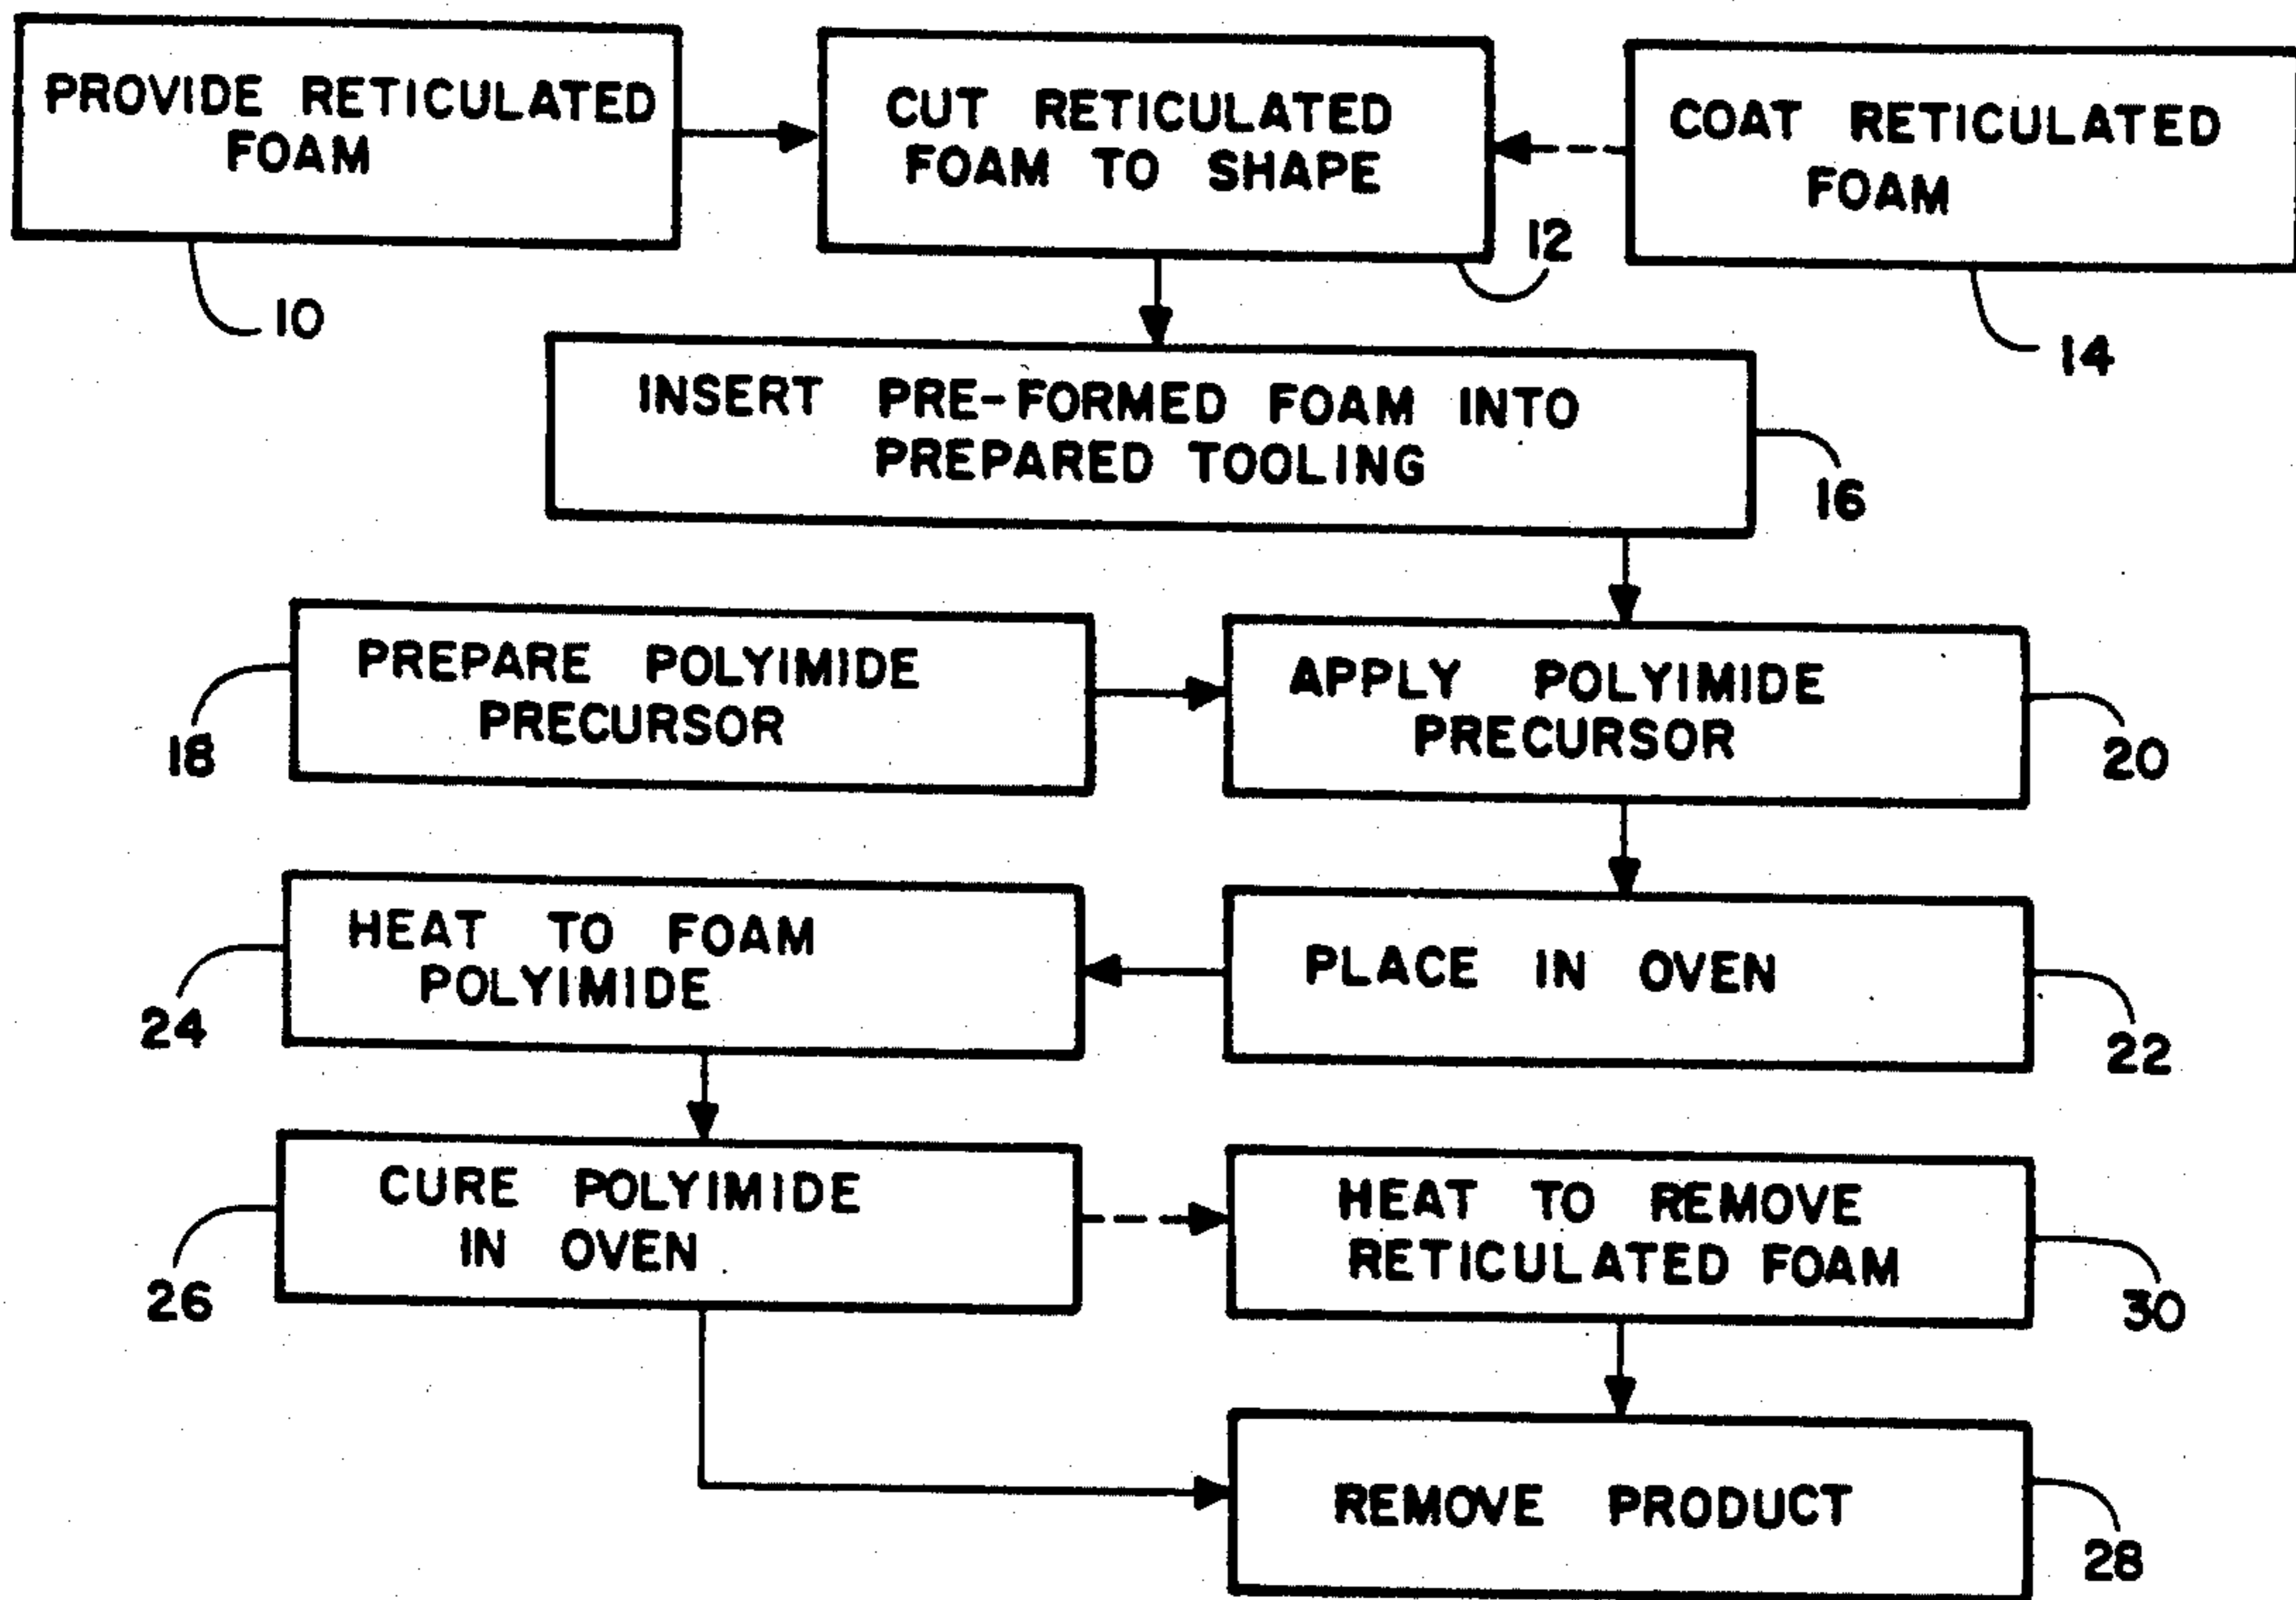 PROVIDE RETICULATED
FOAM
10
CUT RETICULATED
FOAM TO SHAPE
12
COAT RETICULATED
FOAM
14
INSERT PRE-FORMED FOAM INTO
PREPARED TOOLING
16
PREPARE POLYIMIDE
PRECURSOR
18
APPLY POLYIMIDE
PRECURSOR
20
HEAT TO FOAM
POLYIMIDE
24
PLACE IN OVEN
22
CURE POLYIMIDE
IN OVEN
26
HEAT TO REMOVE
RETICULATED FOAM
30
REMOVE PRODUCT
28